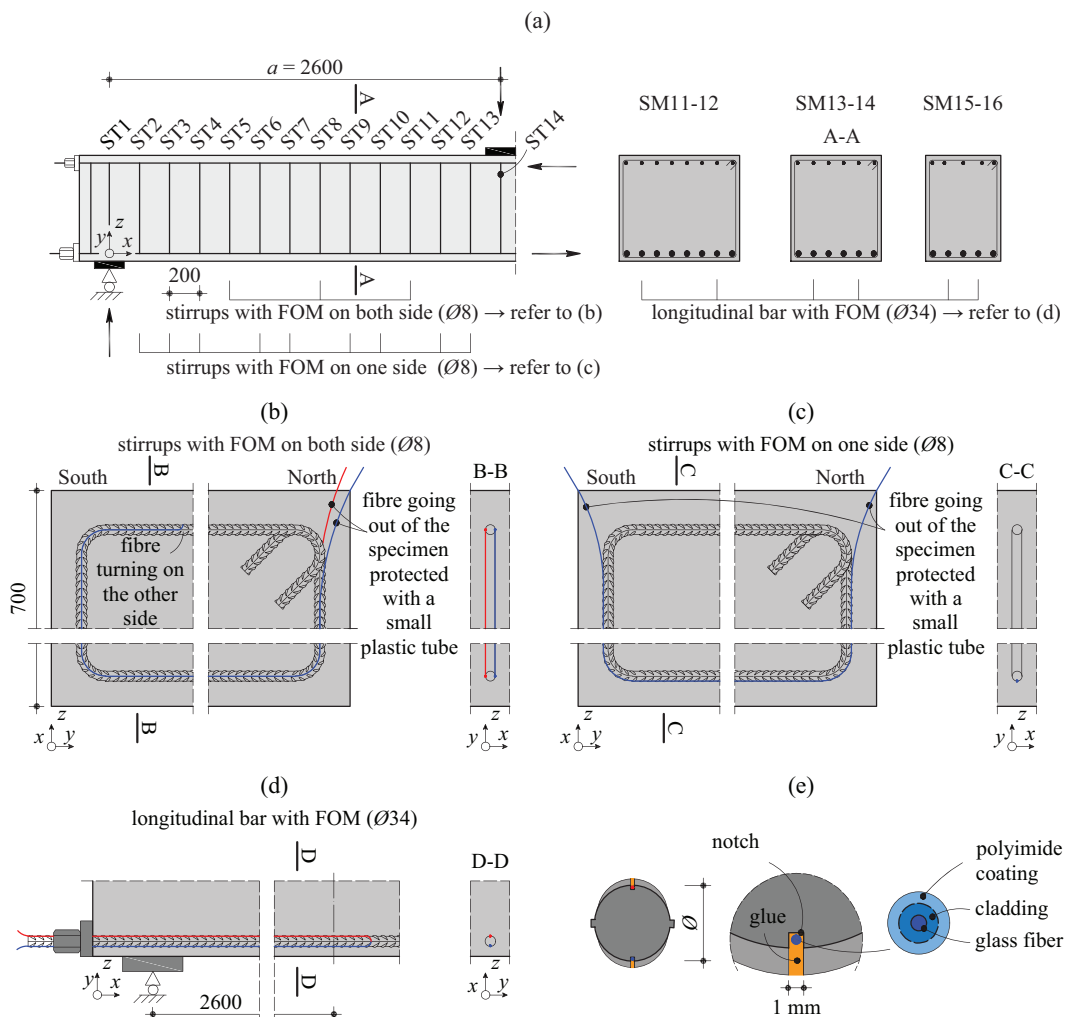 (a)
a = 2600
A
SM11-12
SM13-14
SM15-16
A-A
ST1
ST2
ST3
ST4
ST5
ST6
ST7
ST8
ST9
ST10
ST11
ST12
ST13
ST14
z
y
x
200
A
stirrups with FOM on both side (Ø8) → refer to (b)
longitudinal bar with FOM (Ø34) → refer to (d)
stirrups with FOM on one side (Ø8) → refer to (c)
(b)
stirrups with FOM on both side (Ø8)
South
B
North
B-B
fibre going
out of the
specimen
protected
with a
small
plastic tube
fibre
turning on
the other
side
700
z
x
y
B
z
y
x
(c)
stirrups with FOM on one side (Ø8)
South
C
North
C-C
fibre going
out of the
specimen
protected
with a
small
plastic tube
z
x
y
C
z
y
x
(d)
longitudinal bar with FOM (Ø34)
D
D-D
z
y
x
D
z
x
y
2600
(e)
notch
polyimide
coating
Ø
glue
cladding
glass fiber
1 mm